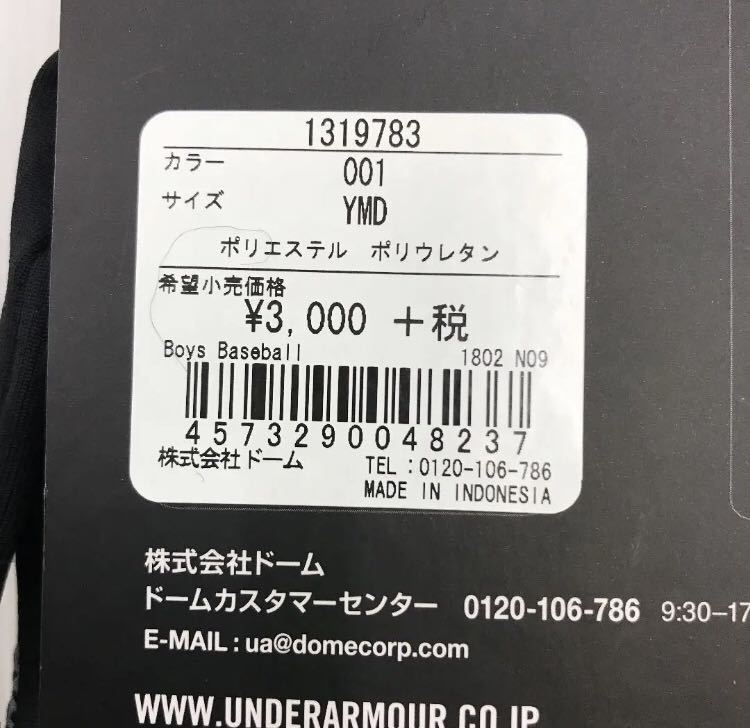 1319783
カラー 001
サイズ YMD
ポリエステル ポリウレタン
希望小売価格
¥3,000 +税
Boys Baseball 1802 N09
4573290048237
株式会社ドーム TEL:0120-106-786
MADE IN INDONESIA
株式会社ドーム
ドームカスタマーセンター 0120-106-786 9:30–17
E-MAIL : ua@domecorp.com
WWW.UNDERARMOUR.CO.JP